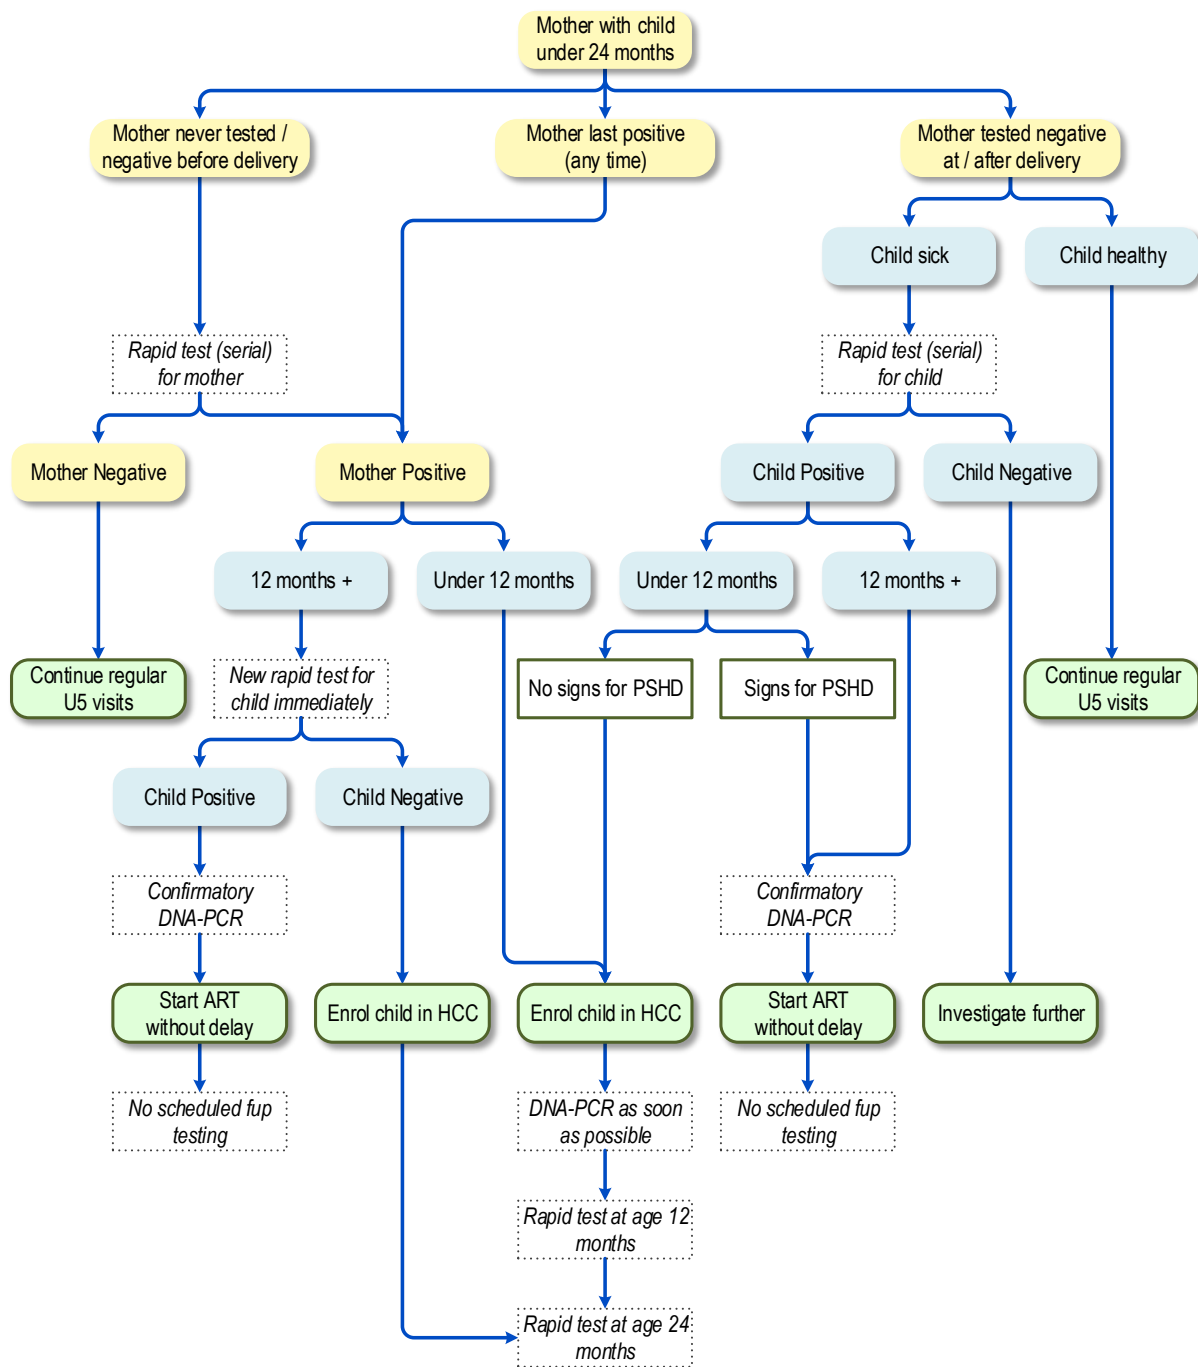 Mother with child
under 24 months
Mother never tested /
negative before delivery
Mother last positive
(any time)
Mother tested negative
at / after delivery
Child sick
Child healthy
Rapid test (serial)
for mother
Rapid test (serial)
for child
Mother Negative
Mother Positive
Child Positive
Child Negative
12 months +
Under 12 months
Under 12 months
12 months +
Continue regular
U5 visits
New rapid test for
child immediately
No signs for PSHD
Signs for PSHD
Continue regular
U5 visits
Child Positive
Child Negative
Confirmatory
DNA-PCR
Confirmatory
DNA-PCR
Start ART
without delay
Enrol child in HCC
Enrol child in HCC
Start ART
without delay
Investigate further
No scheduled fup
testing
DNA-PCR as soon
as possible
No scheduled fup
testing
Rapid test at age 12
months
Rapid test at age 24
months